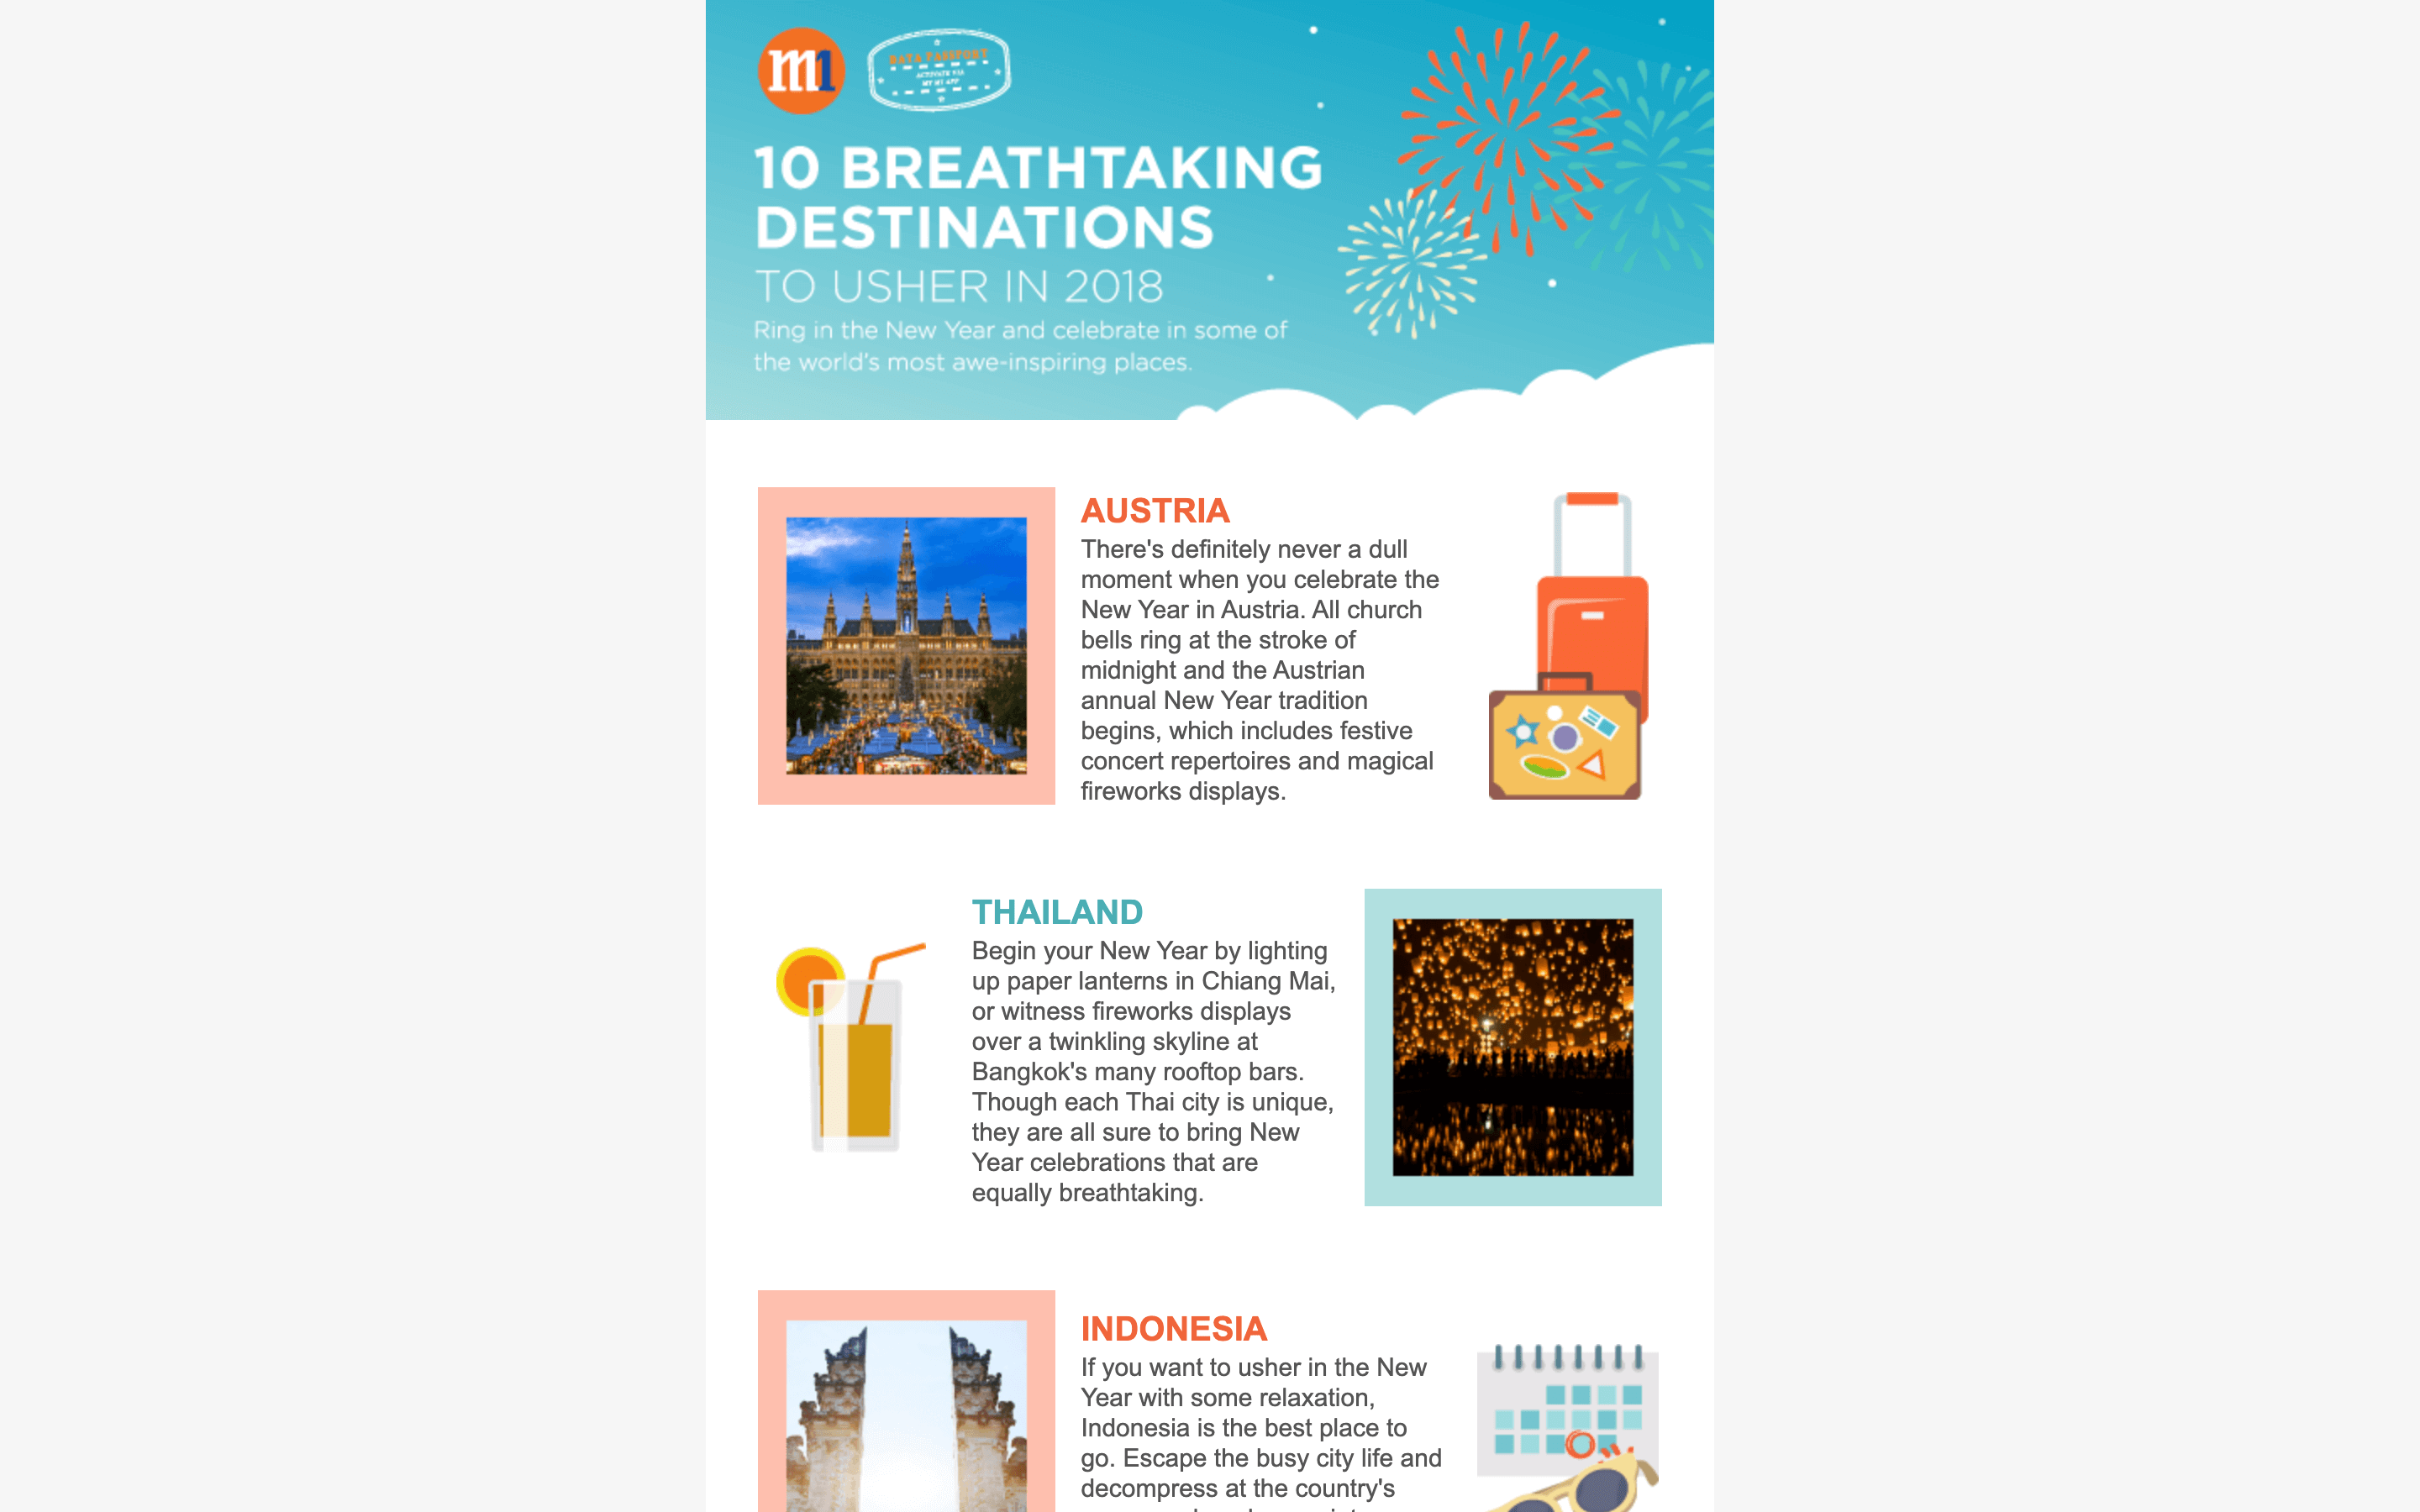 m1
DATA PASSPORT
ACTIVATE VIA
MY M1 APP
10 BREATHTAKING
DESTINATIONS
TO USHER IN 2018
Ring in the New Year and celebrate in some of
the world's most awe-inspiring places.
AUSTRIA
There's definitely never a dull
moment when you celebrate the
New Year in Austria. All church
bells ring at the stroke of
midnight and the Austrian
annual New Year tradition
begins, which includes festive
concert repertoires and magical
fireworks displays.
THAILAND
Begin your New Year by lighting
up paper lanterns in Chiang Mai,
or witness fireworks displays
over a twinkling skyline at
Bangkok's many rooftop bars.
Though each Thai city is unique,
they are all sure to bring New
Year celebrations that are
equally breathtaking.
INDONESIA
If you want to usher in the New
Year with some relaxation,
Indonesia is the best place to
go. Escape the busy city life and
decompress at the country's